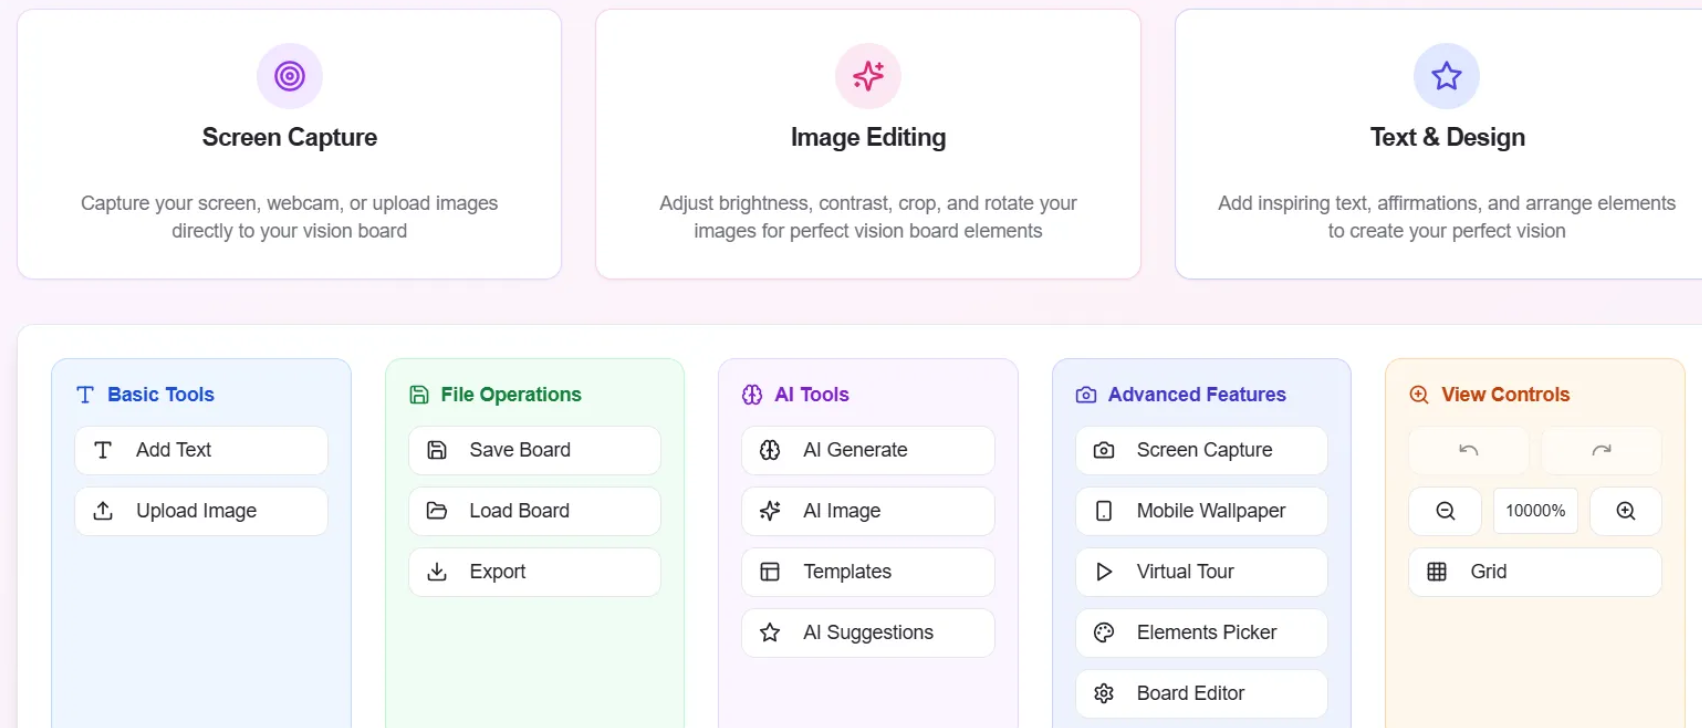 Screen Capture
Capture your screen, webcam, or upload images
directly to your vision board
Image Editing
Adjust brightness, contrast, crop, and rotate your
images for perfect vision board elements
Text & Design
Add inspiring text, affirmations, and arrange elements
to create your perfect vision
Basic Tools
Add Text
Upload Image
File Operations
Save Board
Load Board
Export
AI Tools
AI Generate
AI Image
Templates
AI Suggestions
Advanced Features
Screen Capture
Mobile Wallpaper
Virtual Tour
Elements Picker
Board Editor
View Controls
10000%
Grid